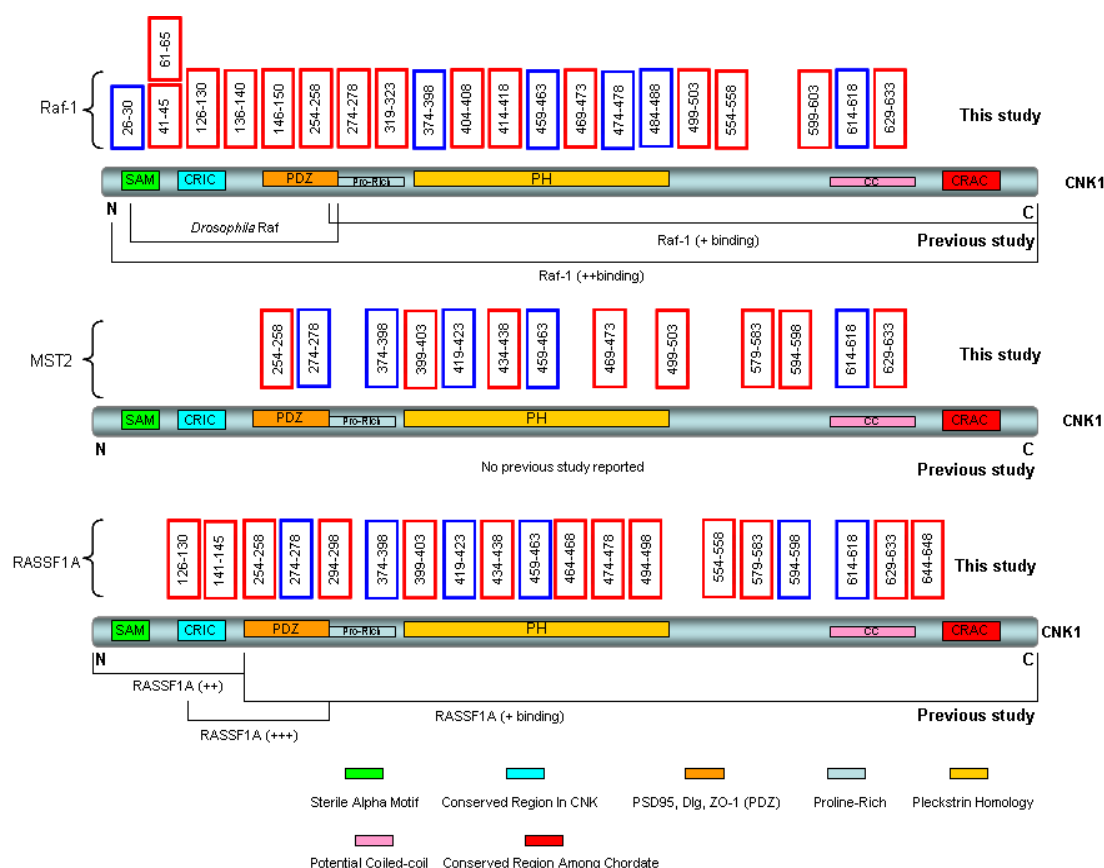 61-65
26-30 41-45 126-130 136-140 146-150 254-258 274-278 319-323 374-398 404-408 414-418 459-463 469-473 474-478 484-488 499-503 554-558 599-603 614-618 629-633
Raf-1
This study
SAM CRIC PDZ Pro-Rich PH CC CRAC CNK1
N C
Drosophila Raf
Raf-1 (+ binding)
Previous study
Raf-1 (++binding)
254-258 274-278 374-398 399-403 419-423 434-438 459-463 469-473 499-503 579-583 594-598 614-618 629-633
MST2
This study
SAM CRIC PDZ Pro-Rich PH CC CRAC CNK1
N C
No previous study reported
Previous study
126-130 141-145 254-258 274-278 294-298 374-398 399-403 419-423 434-438 459-463 464-468 474-478 494-498 554-558 579-583 594-598 614-618 629-633 644-648
RASSF1A
This study
SAM CRIC PDZ Pro-Rich PH CC CRAC CNK1
N C
RASSF1A (++)
RASSF1A (+ binding)
Previous study
RASSF1A (+++)
Sterile Alpha Motif Conserved Region In CNK PSD95, Dlg, ZO-1 (PDZ) Proline-Rich Pleckstrin Homology
Potential Coiled-coil Conserved Region Among Chordate